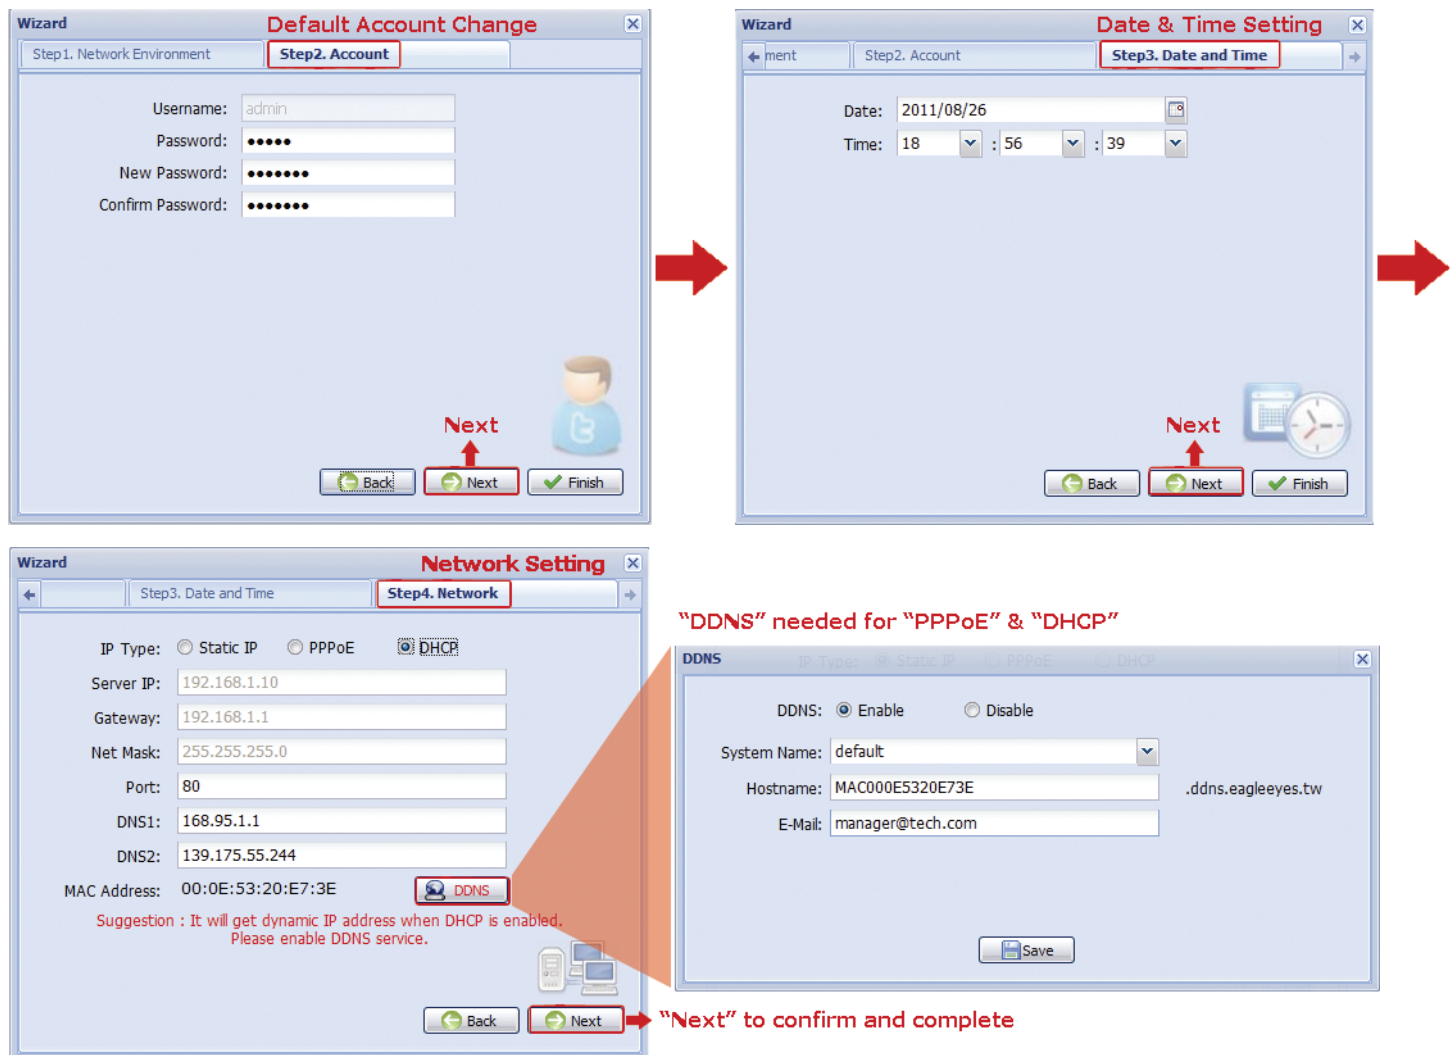 Wizard
Default Account Change
Step1. Network Environment
Step2. Account
Username: admin
Password: •••••
New Password: •••••••
Confirm Password: •••••••
Next
Back
Next
Finish
Wizard
Date & Time Setting
ment
Step2. Account
Step3. Date and Time
Date: 2011/08/26
Time: 18 : 56 : 39
Next
Back
Next
Finish
Wizard
Network Setting
Step3. Date and Time
Step4. Network
IP Type: Static IP PPPoE DHCP
Server IP: 192.168.1.10
Gateway: 192.168.1.1
Net Mask: 255.255.255.0
Port: 80
DNS1: 168.95.1.1
DNS2: 139.175.55.244
MAC Address: 00:0E:53:20:E7:3E
DDNS
Suggestion : It will get dynamic IP address when DHCP is enabled.
Please enable DDNS service.
Back
Next
“Next” to confirm and complete
“DDNS” needed for “PPPoE” & “DHCP”
DDNS
IP Type: Static IP PPPoE DHCP
DDNS: Enable Disable
System Name: default
Hostname: MAC000E5320E73E .ddns.eagleeyes.tw
E-Mail: manager@tech.com
Save